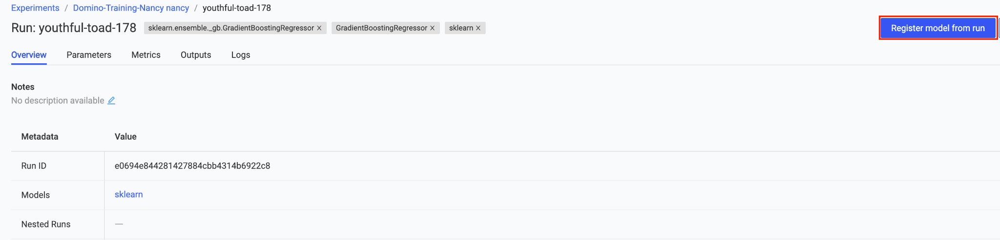 Experiments / Domino-Training-Nancy nancy / youthful-toad-178
Run: youthful-toad-178 sklearn.ensemble._gb.GradientBoostingRegressor × GradientBoostingRegressor × sklearn × Register model from run
Overview Parameters Metrics Outputs Logs
Notes
No description available
Metadata Value
Run ID e0694e844281427884cbb4314b6922c8
Models sklearn
Nested Runs —